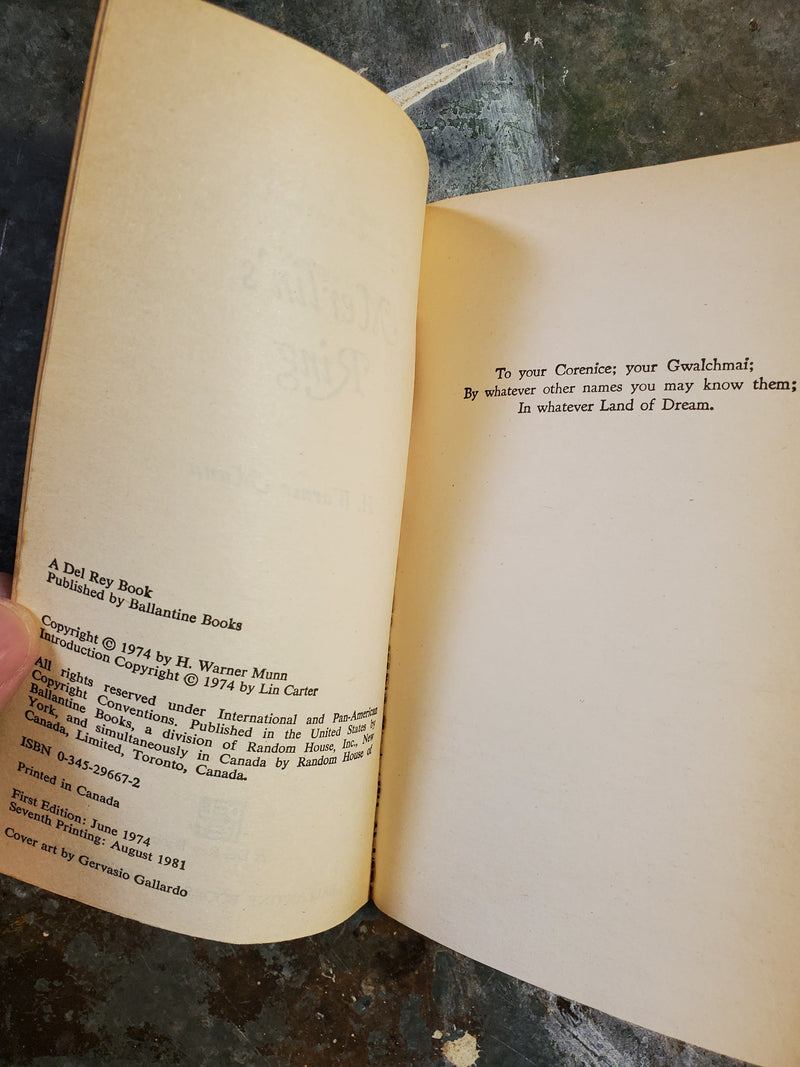 A Del Rey Book
Published by Ballantine Books
Copyright © 1974 by H. Warner Munn
Introduction Copyright © 1974 by Lin Carter
All rights reserved under International and Pan-American
Copyright Conventions. Published in the United States by
Ballantine Books, a division of Random House, Inc., New
York, and simultaneously in Canada by Random House of
Canada, Limited, Toronto, Canada.
ISBN 0-345-29667-2
Printed in Canada
First Edition: June 1974
Seventh Printing: August 1981
Cover art by Gervasio Gallardo
To your Corenice; your Gwalchmai;
By whatever other names you may know them;
In whatever Land of Dream.